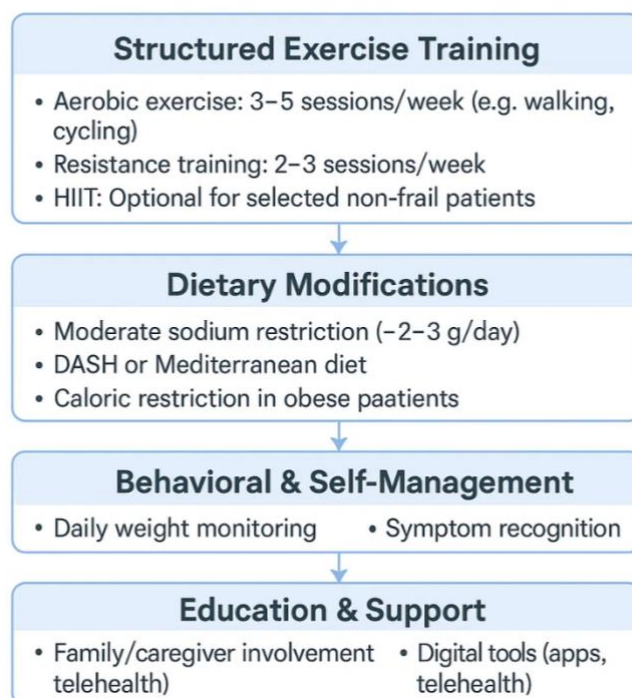 Structured Exercise Training
• Aerobic exercise: 3–5 sessions/week (e.g. walking,
cycling)
• Resistance training: 2–3 sessions/week
• HIIT: Optional for selected non-frail patients
Dietary Modifications
• Moderate sodium restriction (–2–3 g/day)
• DASH or Mediterranean diet
• Caloric restriction in obese paatients
Behavioral & Self-Management
• Daily weight monitoring • Symptom recognition
Education & Support
• Family/caregiver involvement • Digital tools (apps,
telehealth) telehealth)